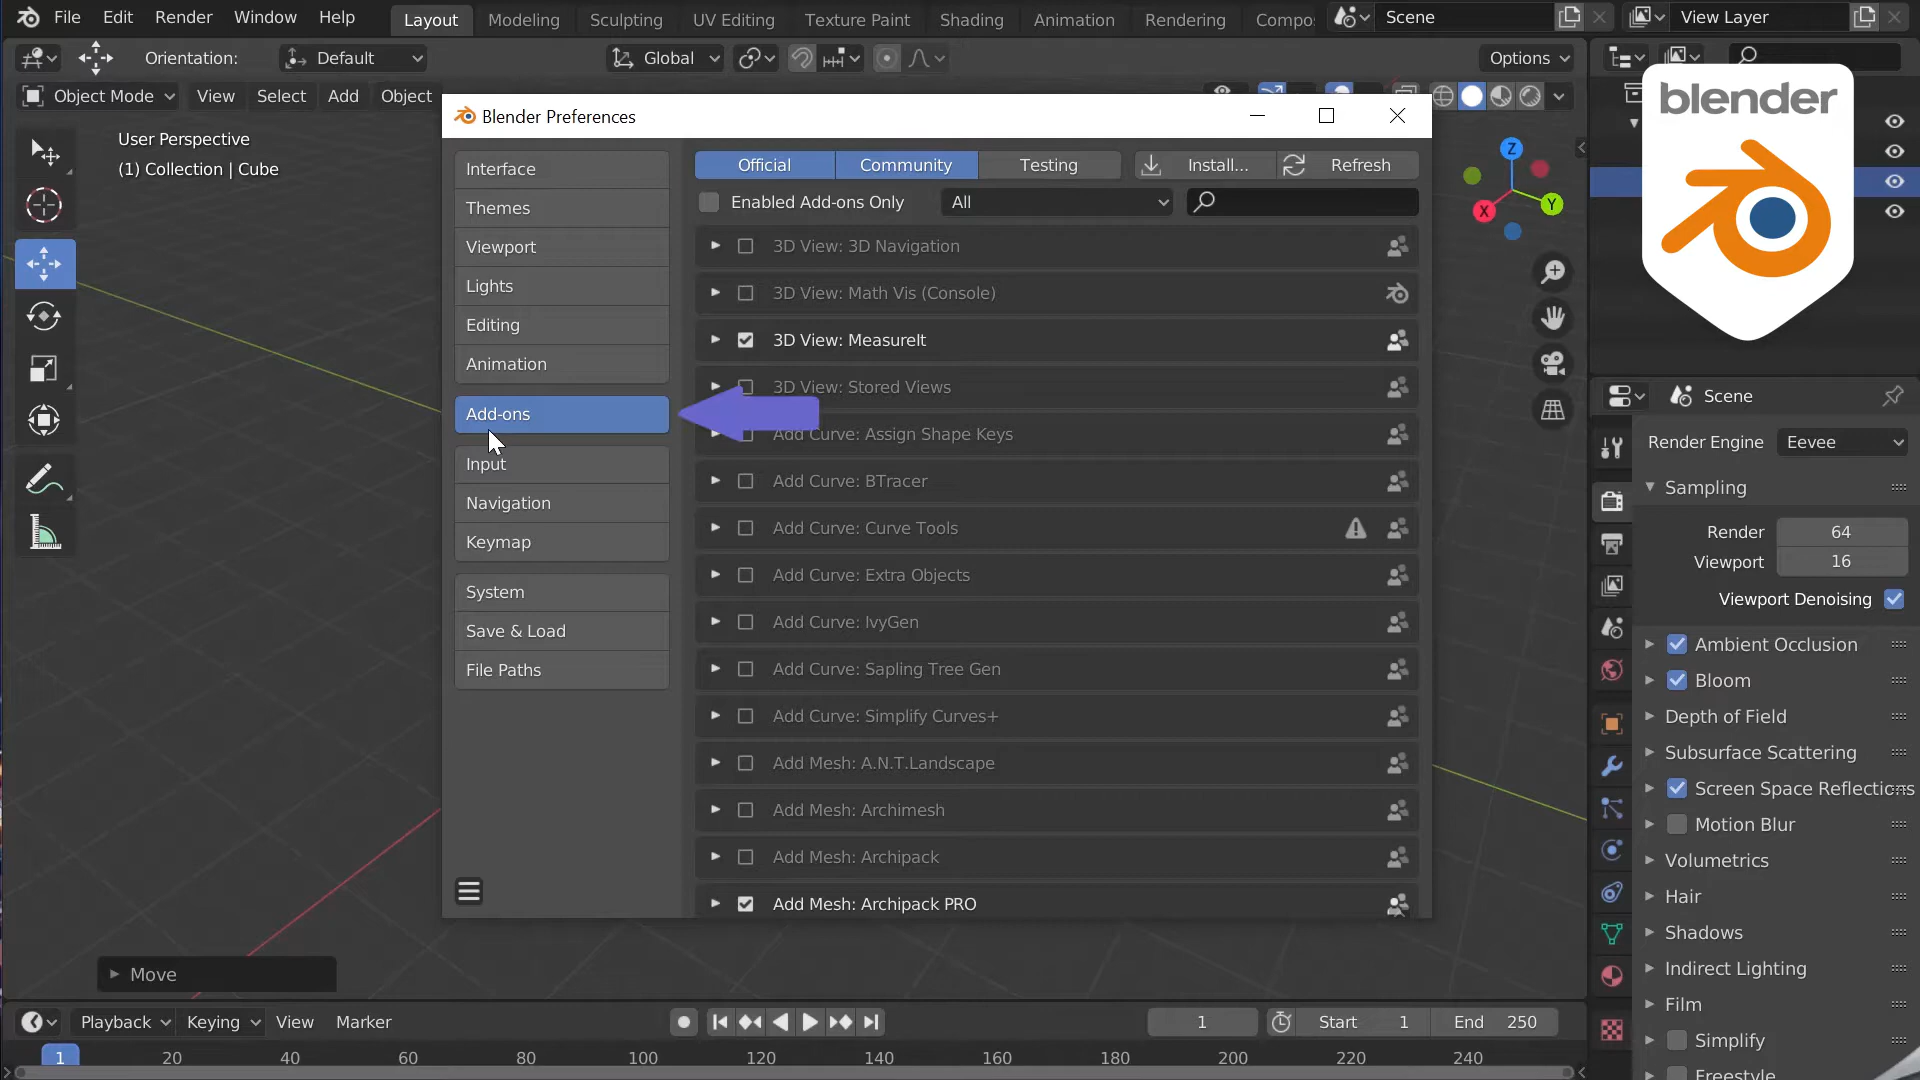 File Edit Render Window Help
Layout Modeling Sculpting UV Editing Texture Paint Shading Animation Rendering
Scene
View Layer
Orientation: Default
Global
Options
Object Mode View Select Add Object
User Perspective
(1) Collection | Cube
Blender Preferences
Interface
Themes
Viewport
Lights
Editing
Animation
Add-ons
Input
Navigation
Keymap
System
Save & Load
File Paths
Official Community Testing Install... Refresh
Enabled Add-ons Only All
3D View: 3D Navigation
3D View: Math Vis (Console)
3D View: MeasureIt
3D View: Stored Views
Add Curve: Assign Shape Keys
Add Curve: BTracer
Add Curve: Curve Tools
Add Curve: Extra Objects
Add Curve: IvyGen
Add Curve: Sapling Tree Gen
Add Curve: Simplify Curves+
Add Mesh: A.N.T.Landscape
Add Mesh: Archimesh
Add Mesh: Archipack
Add Mesh: Archipack PRO
Z
X
Y
blender
Scene
Render Engine Eevee
Sampling
Render 64
Viewport 16
Viewport Denoising
Ambient Occlusion
Bloom
Depth of Field
Subsurface Scattering
Screen Space Reflections
Motion Blur
Volumetrics
Hair
Shadows
Indirect Lighting
Film
Simplify
Freestyle
Move
Playback Keying View Marker
1
Start 1
End 250
1 20 40 60 80 100 120 140 160 180 200 220 240